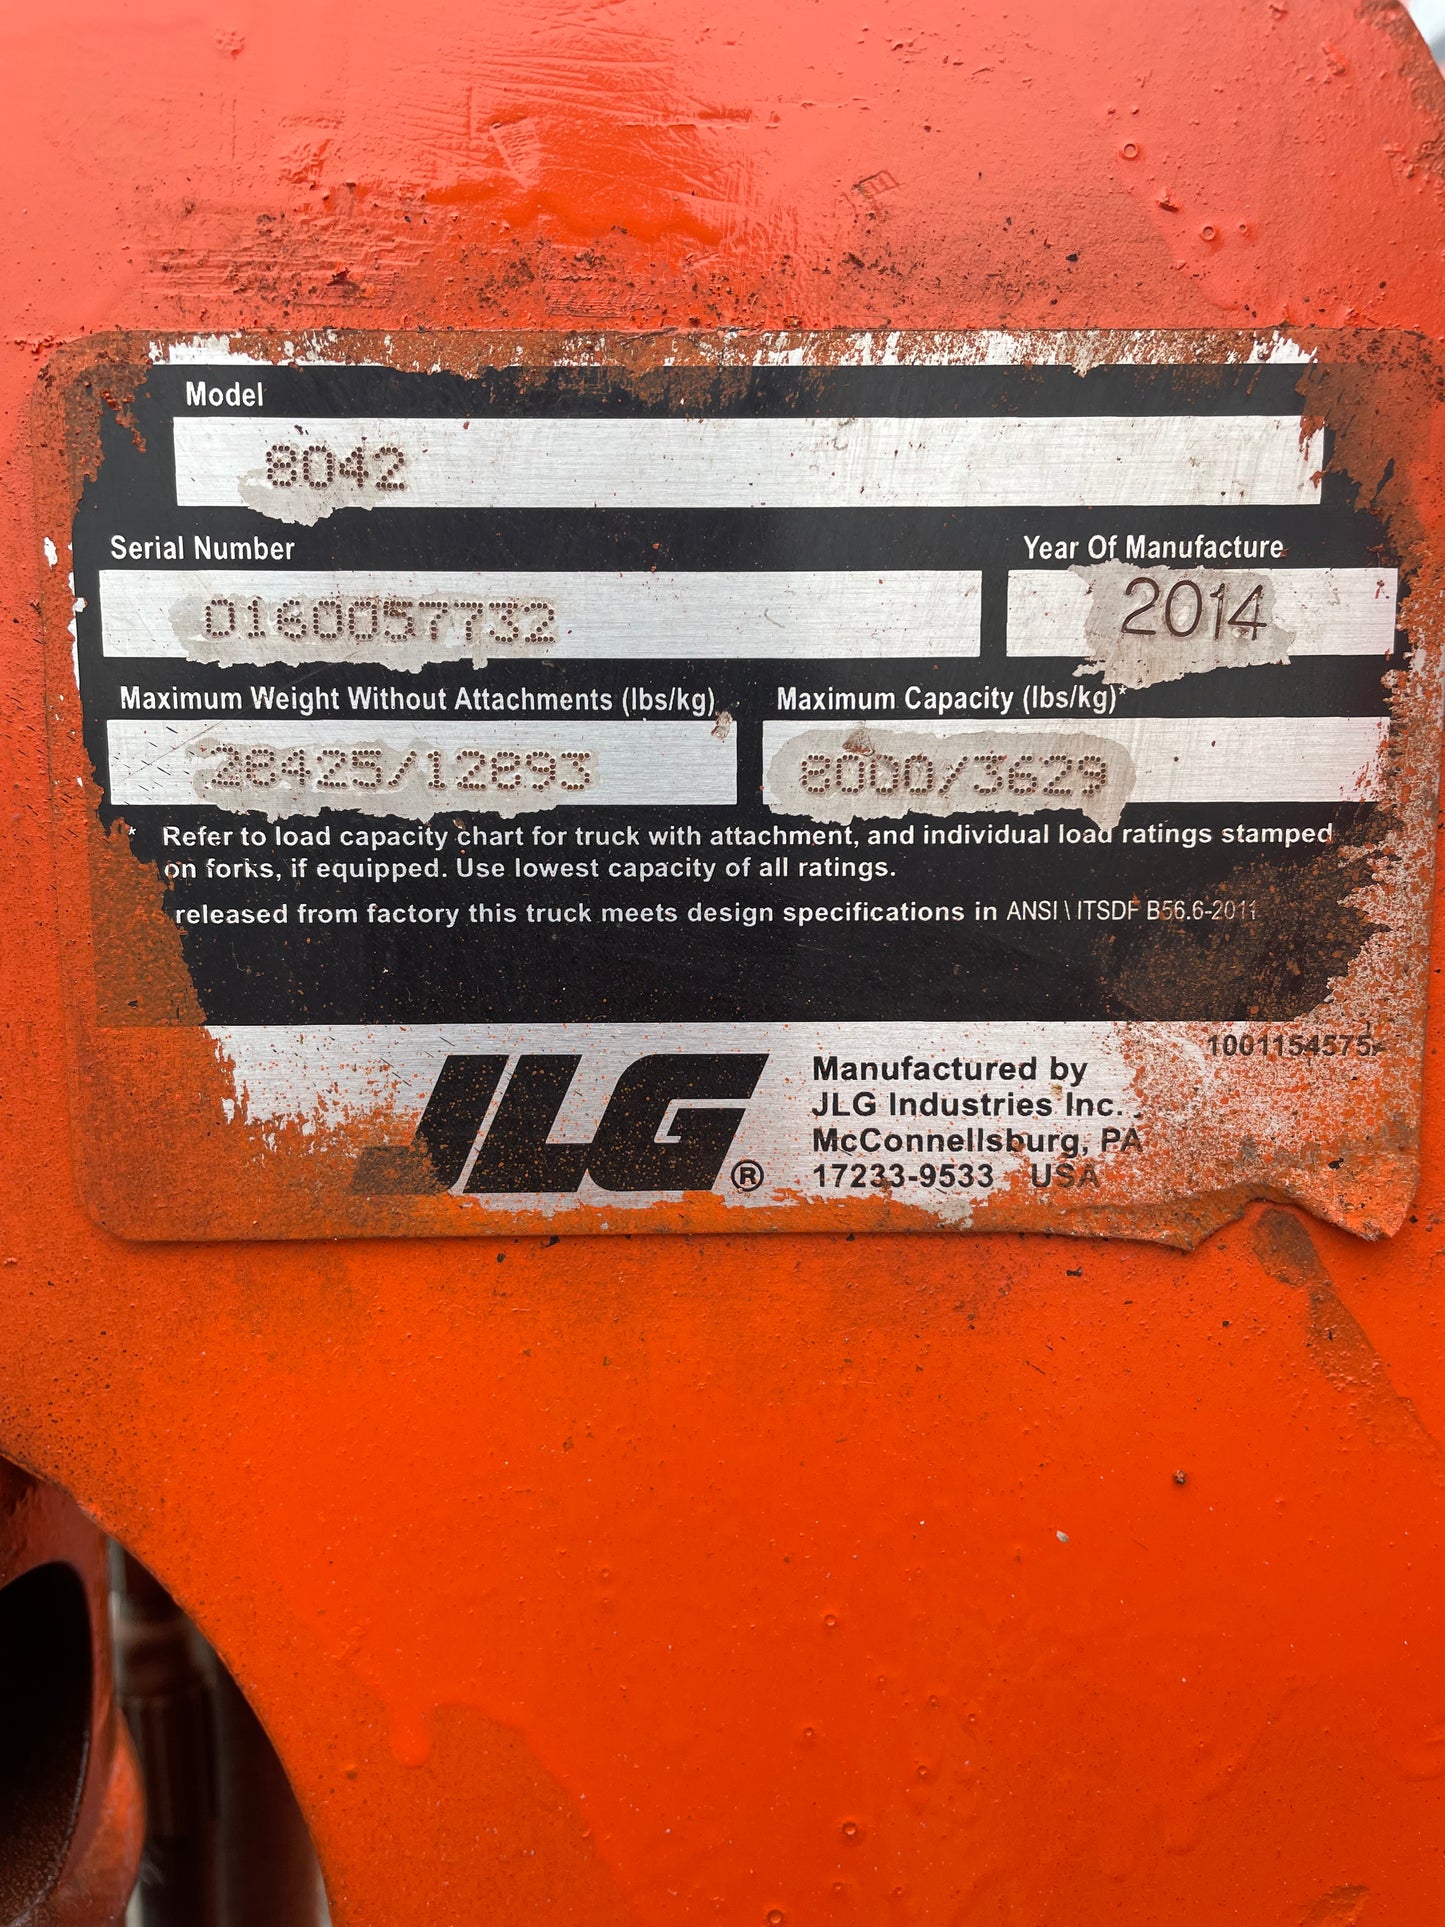 Model
8042
Serial Number
Year Of Manufacture
0160057732
2014
Maximum Weight Without Attachments (lbs/kg)
Maximum Capacity (lbs/kg)*
28425/12893
8000/3629
* Refer to load capacity chart for truck with attachment, and individual load ratings stamped
on forks, if equipped. Use lowest capacity of all ratings.
released from factory this truck meets design specifications in ANSI \ ITSDF B56.6-2011
1001154575
JLG®
Manufactured by
JLG Industries Inc.
McConnellsburg, PA
17233-9533 USA